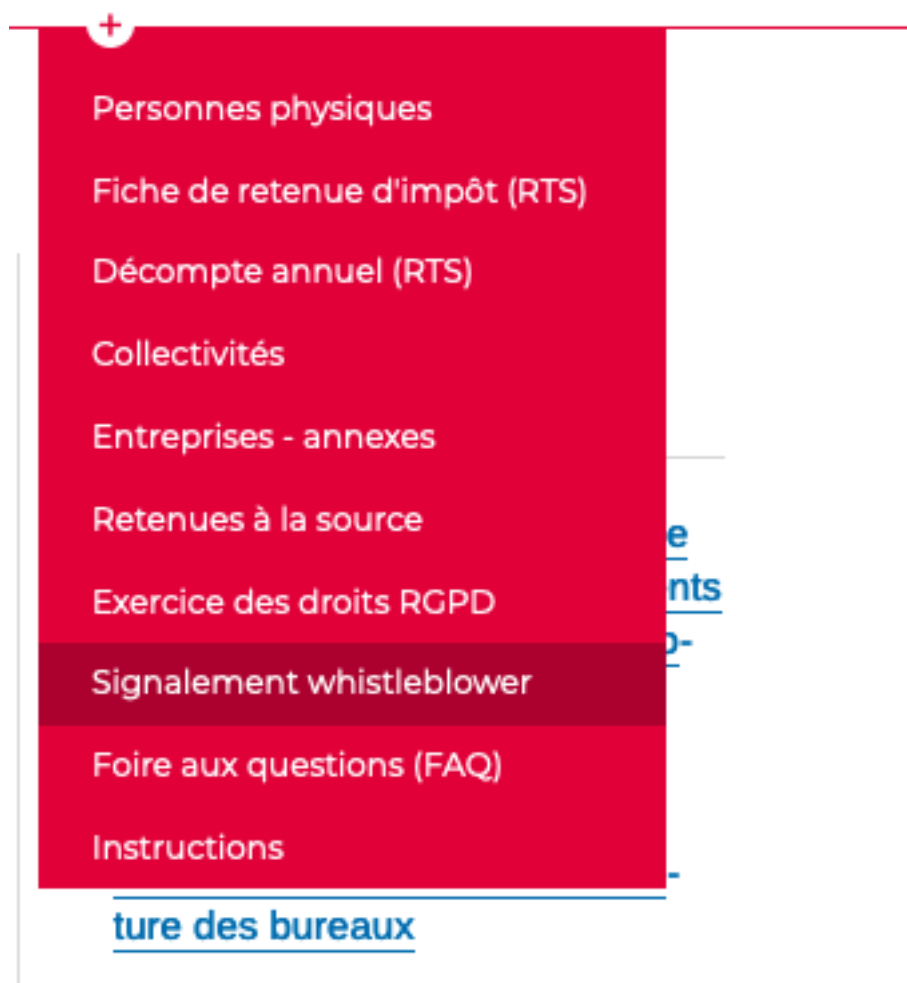 +
Personnes physiques
Fiche de retenue d'impôt (RTS)
Décompte annuel (RTS)
Collectivités
Entreprises - annexes
Retenues à la source
Exercice des droits RGPD
Signalement whistleblower
Foire aux questions (FAQ)
Instructions
ture des bureaux